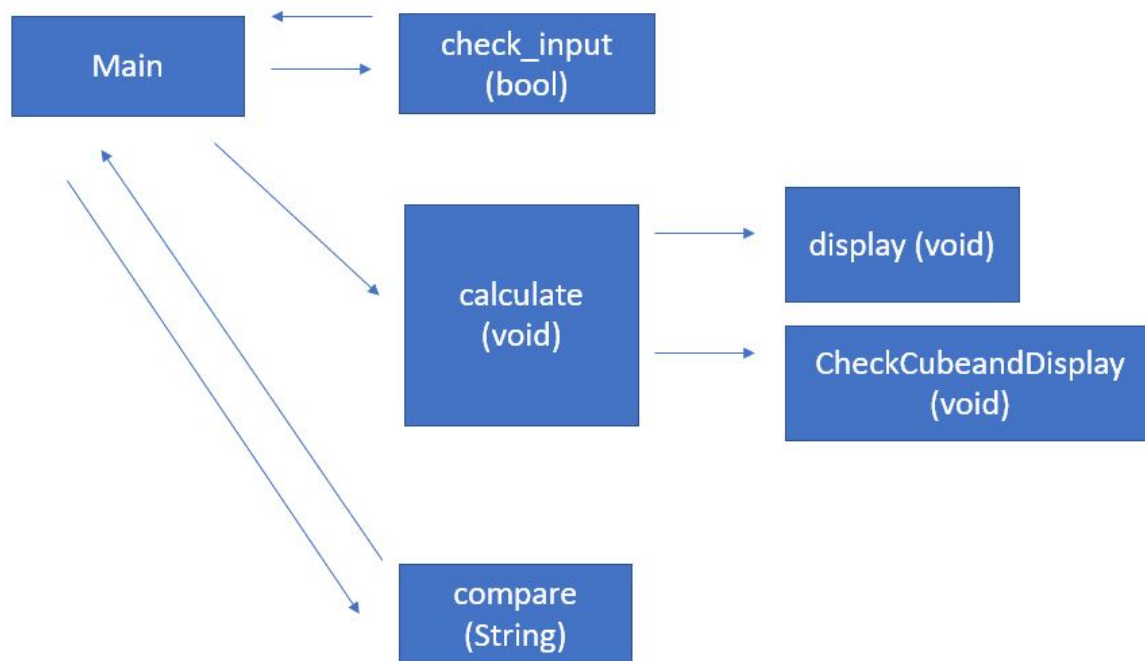 Main
check_input
(bool)
calculate
(void)
display (void)
CheckCubeandDisplay
(void)
compare
(String)